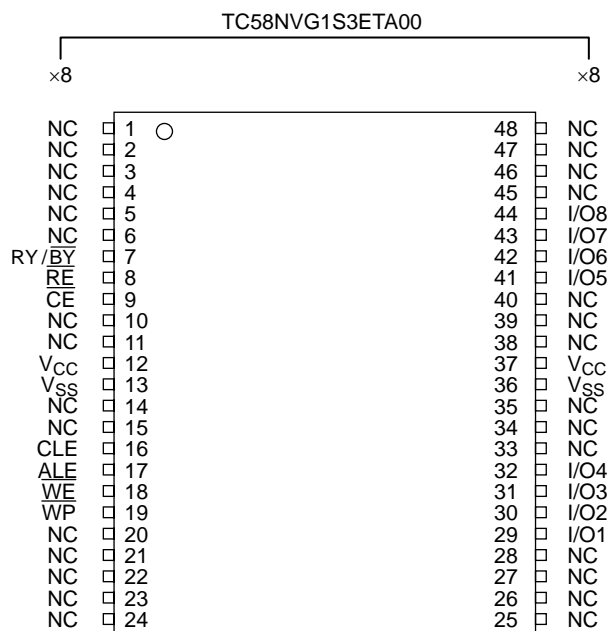 TC58NVG1S3ETA00
×8 ×8
NC 1 48 NC
NC 2 47 NC
NC 3 46 NC
NC 4 45 NC
NC 5 44 I/O8
NC 6 43 I/O7
RY/BY 7 42 I/O6
RE 8 41 I/O5
CE 9 40 NC
NC 10 39 NC
NC 11 38 NC
VCC 12 37 VCC
VSS 13 36 VSS
NC 14 35 NC
NC 15 34 NC
CLE 16 33 NC
ALE 17 32 I/O4
WE 18 31 I/O3
WP 19 30 I/O2
NC 20 29 I/O1
NC 21 28 NC
NC 22 27 NC
NC 23 26 NC
NC 24 25 NC